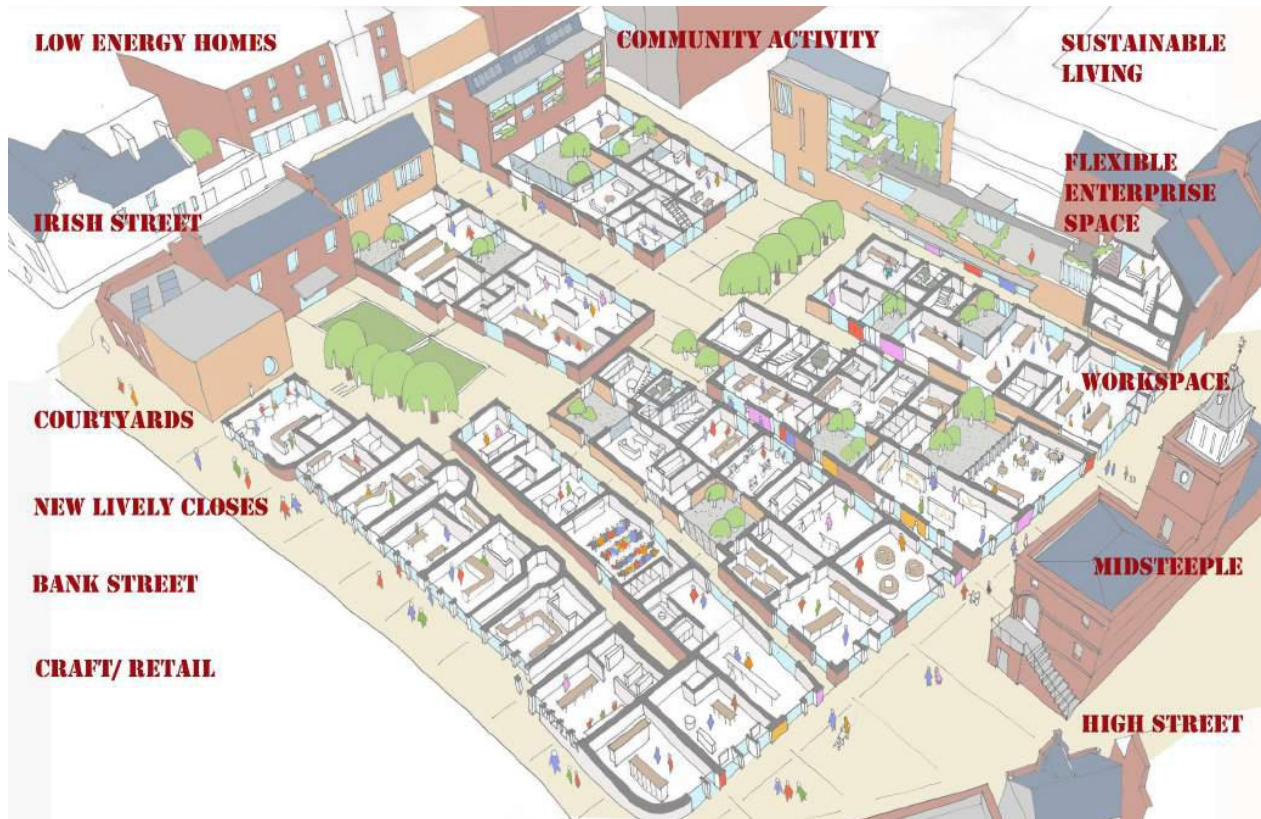 LOW ENERGY HOMES
COMMUNITY ACTIVITY
SUSTAINABLE
LIVING
FLEXIBLE
ENTERPRISE
SPACE
IRISH STREET
WORKSPACE
COURTYARDS
NEW LIVELY CLOSES
MIDSTEEPLE
BANK STREET
CRAFT/ RETAIL
HIGH STREET